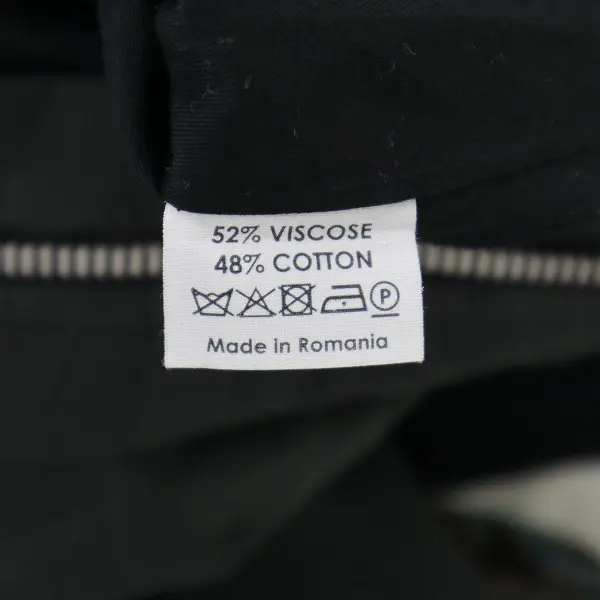 52% VISCOSE
48% COTTON
P
Made in Romania